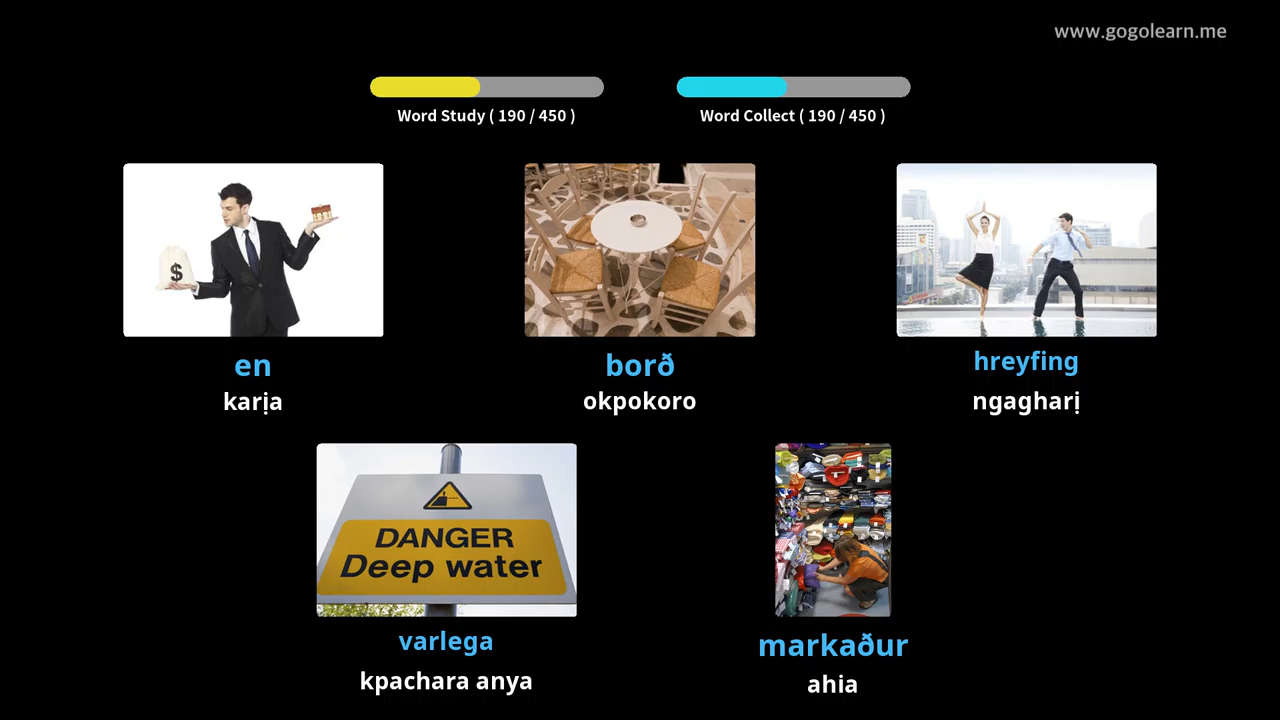 www.gogolearn.me
Word Study ( 190 / 450 )
Word Collect ( 190 / 450 )
$
en
karịa
borð
okpokoro
hreyfing
ngagharị
DANGER
Deep water
varlega
kpachara anya
markaður
ahia